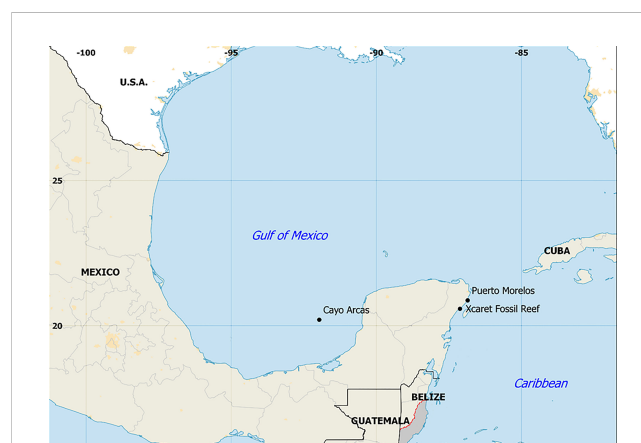 -100
-95
-90
-85
U.S.A.
25
Gulf of Mexico
CUBA
MEXICO
Puerto Morelos
Cayo Arcas
Xcaret Fossil Reef
20
Caribbean
BELIZE
GUATEMALA